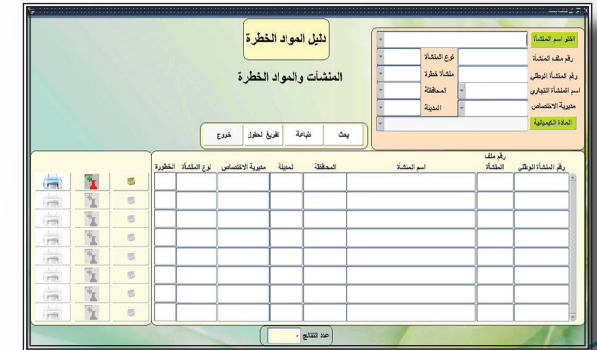 دليل المواد الخطرة
المنشآت والمواد الخطرة
اختر اسم المنشأة
رقم ملف المنشأة
نوع المنشأة
رقم المنشأة الوطني
منشأة خطرة
اسم المنشأة التجاري
المحافظة
مديرية الاختصاص
المدينة
المادة الكيميائية
بحث طباعة تفريغ لحقول خروج
رقم المنشأة الوطني
رقم ملف المنشأة
اسم المنشأة
المحافظة
لمدينة
مديرية الاختصاص
نوع المنشأة
الخطورة
عدد النتائج